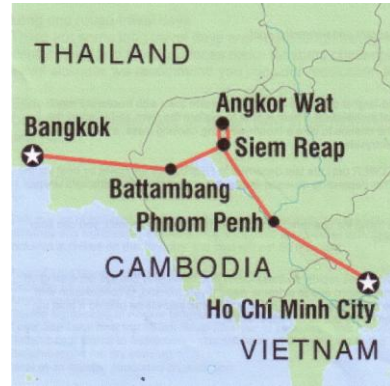 THAILAND
Angkor Wat
Bangkok
Siem Reap
Battambang
Phnom Penh
CAMBODIA
Ho Chi Minh City
VIETNAM